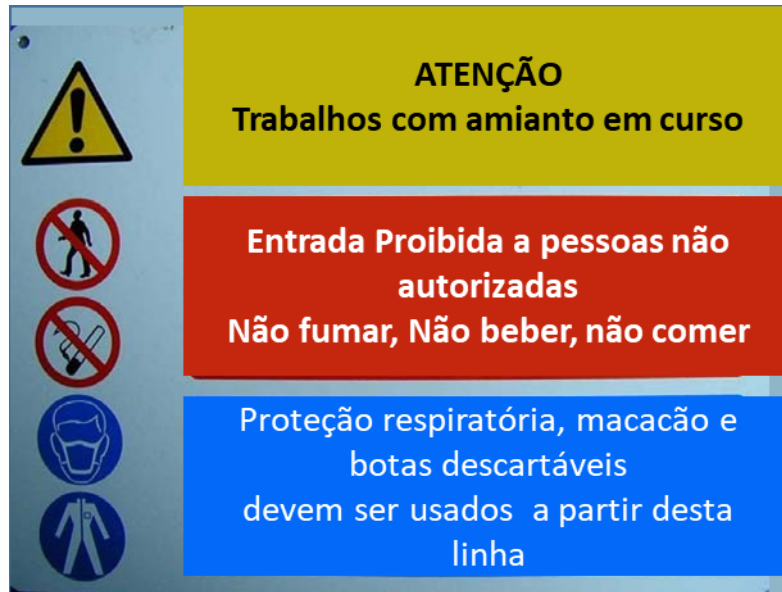 ATENÇÃO
Trabalhos com amianto em curso
Entrada Proibida a pessoas não
autorizadas
Não fumar, Não beber, não comer
Proteção respiratória, macacão e
botas descartáveis
devem ser usados  a partir desta
linha